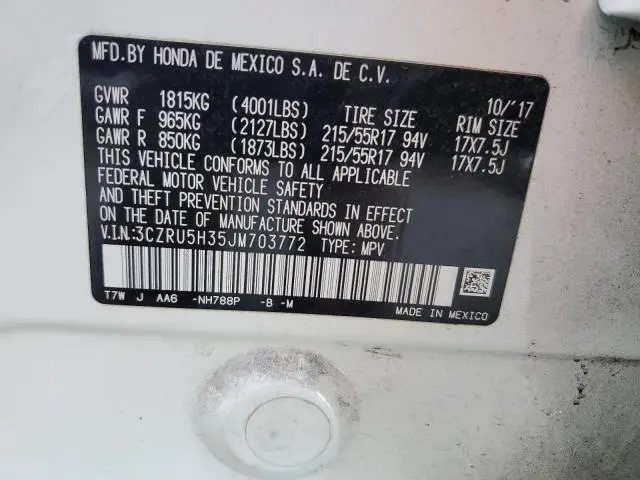 MFD.BY HONDA DE MEXICO S.A. DE C.V.
10/'17
GVWR 1815KG (4001LBS) TIRE SIZE RIM SIZE
GAWR F 965KG (2127LBS) 215/55R17 94V 17X7.5J
GAWR R 850KG (1873LBS) 215/55R17 94V 17X7.5J
THIS VEHICLE CONFORMS TO ALL APPLICABLE
FEDERAL MOTOR VEHICLE SAFETY
AND THEFT PREVENTION STANDARDS IN EFFECT
ON THE DATE OF MANUFACTURE SHOWN ABOVE.
V.I.N:3CZRU5H35JM703772 TYPE: MPV
T7W J AA6 -NH788P -B -M
MADE IN MEXICO